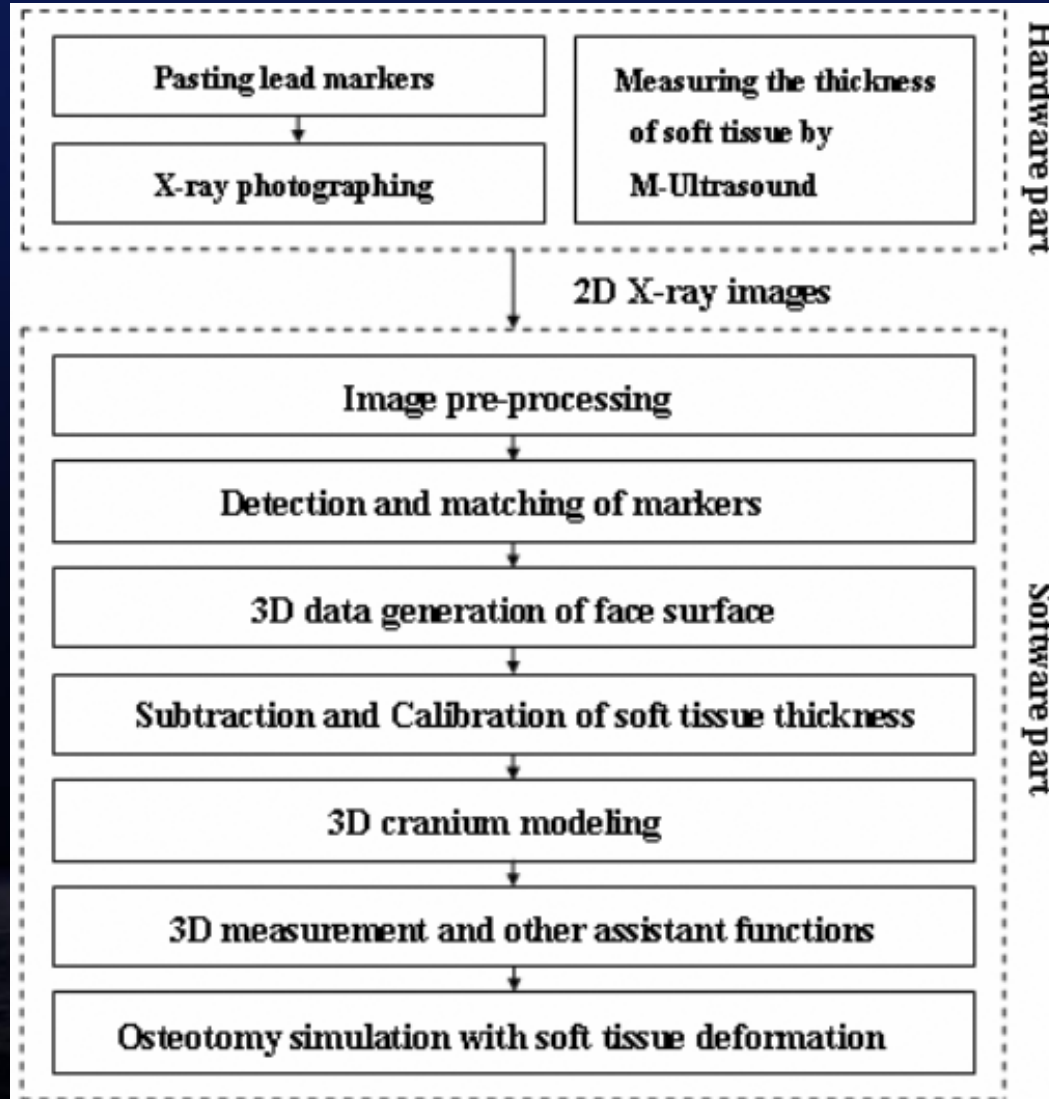 Pasting lead markers
X-ray photographing
Measuring the thickness
of soft tissue by
M-Ultrasound
Hardware part
2D X-ray images
Image pre-processing
Detection and matching of markers
3D data generation of face surface
Subtraction and Calibration of soft tissue thickness
3D cranium modeling
3D measurement and other assistant functions
Osteotomy simulation with soft tissue deformation
Software part